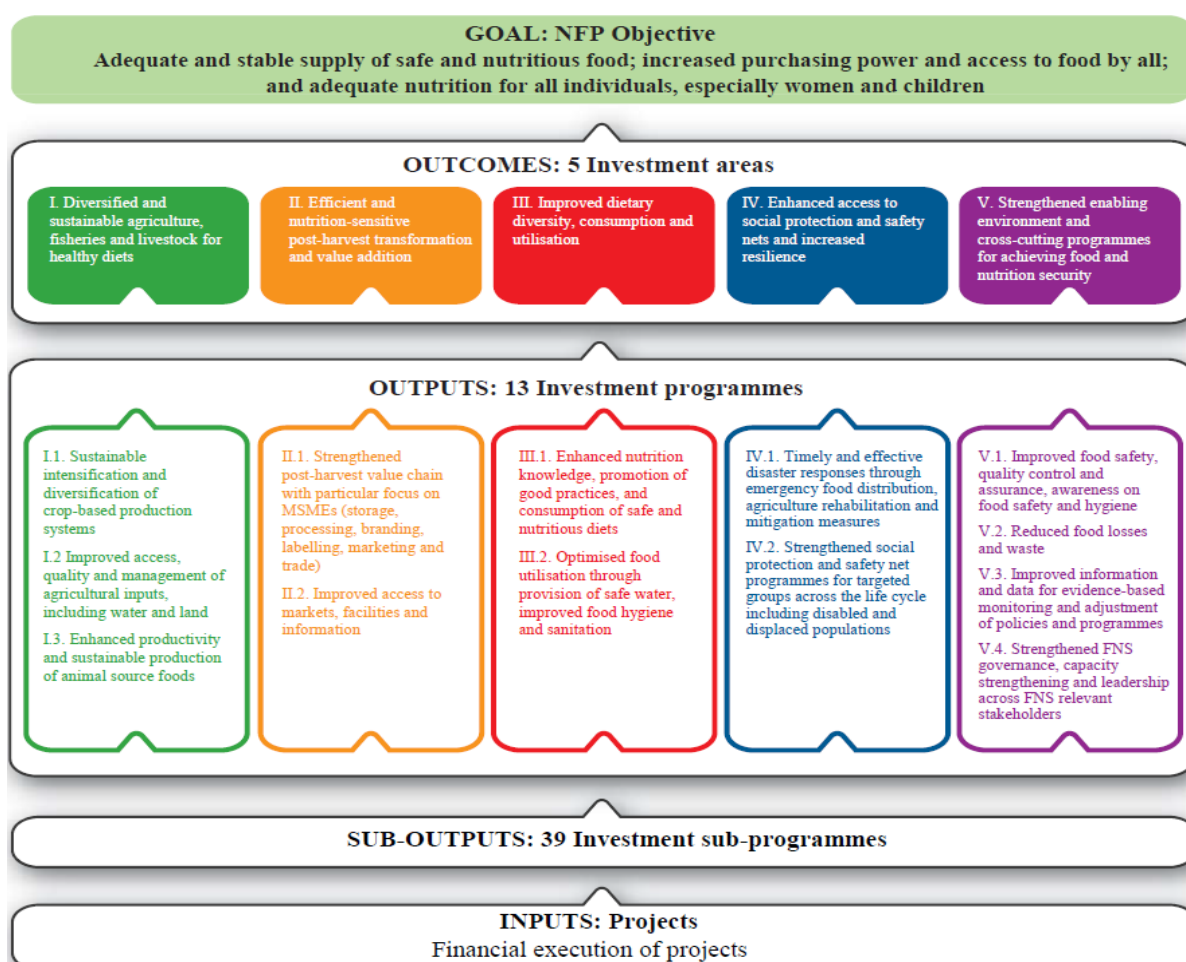 GOAL: NFP Objective
Adequate and stable supply of safe and nutritious food; increased purchasing power and access to food by all;
and adequate nutrition for all individuals, especially women and children
OUTCOMES: 5 Investment areas
I. Diversified and
sustainable agriculture,
fisheries and livestock for
healthy diets
II. Efficient and
nutrition-sensitive
post-harvest transformation
and value addition
III. Improved dietary
diversity, consumption and
utilisation
IV. Enhanced access to
social protection and safety
nets and increased
resilience
V. Strengthened enabling
environment and
cross-cutting programmes
for achieving food and
nutrition security
OUTPUTS: 13 Investment programmes
I.1. Sustainable
intensification and
diversification of
crop-based production
systems
I.2 Improved access,
quality and management of
agricultural inputs,
including water and land
I.3. Enhanced productivity
and sustainable production
of animal source foods
II.1. Strengthened
post-harvest value chain
with particular focus on
MSMEs (storage,
processing, branding,
labelling, marketing and
trade)
II.2. Improved access to
markets, facilities and
information
III.1. Enhanced nutrition
knowledge, promotion of
good practices, and
consumption of safe and
nutritious diets
III.2. Optimised food
utilisation through
provision of safe water,
improved food hygiene
and sanitation
IV.1. Timely and effective
disaster responses through
emergency food distribution,
agriculture rehabilitation and
mitigation measures
IV.2. Strengthened social
protection and safety net
programmes for targeted
groups across the life cycle
including disabled and
displaced populations
V.1. Improved food safety,
quality control and
assurance, awareness on
food safety and hygiene
V.2. Reduced food losses
and waste
V.3. Improved information
and data for evidence-based
monitoring and adjustment
of policies and programmes
V.4. Strengthened FNS
governance, capacity
strengthening and leadership
across FNS relevant
stakeholders
SUB-OUTPUTS: 39 Investment sub-programmes
INPUTS: Projects
Financial execution of projects